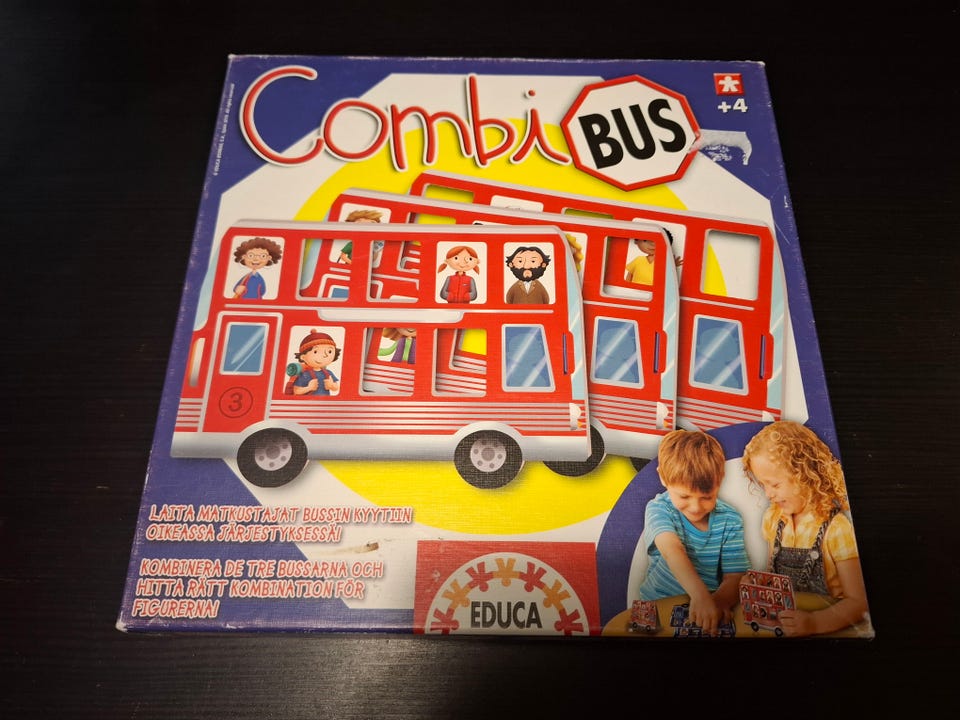 Combi BUS
+4
3
LAITA MATKUSTAJAT BUSSIN KYYTIIN
OIKEASSA JÄRJESTYKSESSÄ!
KOMBINERA DE TRE BUSSARNA OCH
HITTA RÄTT KOMBINATION FÖR
FIGURERNA!
EDUCA